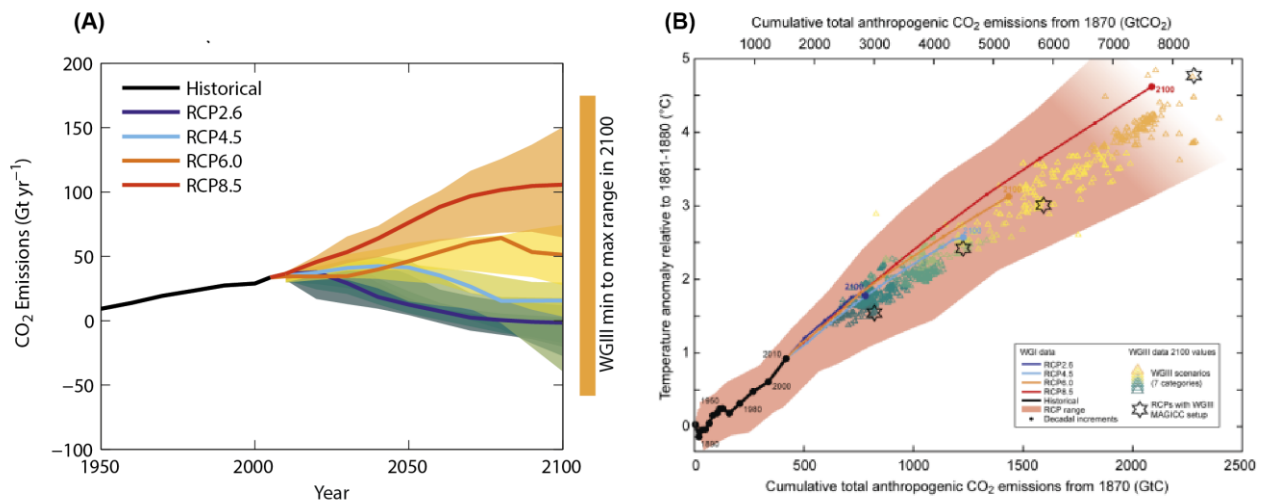 (A)
200
150
100
50
0
−50
−100
CO₂ Emissions (Gt yr⁻¹)
Historical
RCP2.6
RCP4.5
RCP6.0
RCP8.5
1950
2000
2050
2100
Year
WGIII min to max range in 2100
(B)
Cumulative total anthropogenic CO₂ emissions from 1870 (GtCO₂)
1000 2000 3000 4000 5000 6000 7000 8000
5
4
3
2
1
0
Temperature anomaly relative to 1861-1880 (°C)
2100
2100
2100
2010
2000
1950
1980
1880
WGI data
RCP2.6
RCP4.5
RCP6.0
RCP8.5
Historical
RCP range
Decadal increments
WGIII data 2100 values
WGIII scenarios
(7 categories)
RCPs with WGIII
MAGICC setup
0 500 1000 1500 2000 2500
Cumulative total anthropogenic CO₂ emissions from 1870 (GtC)